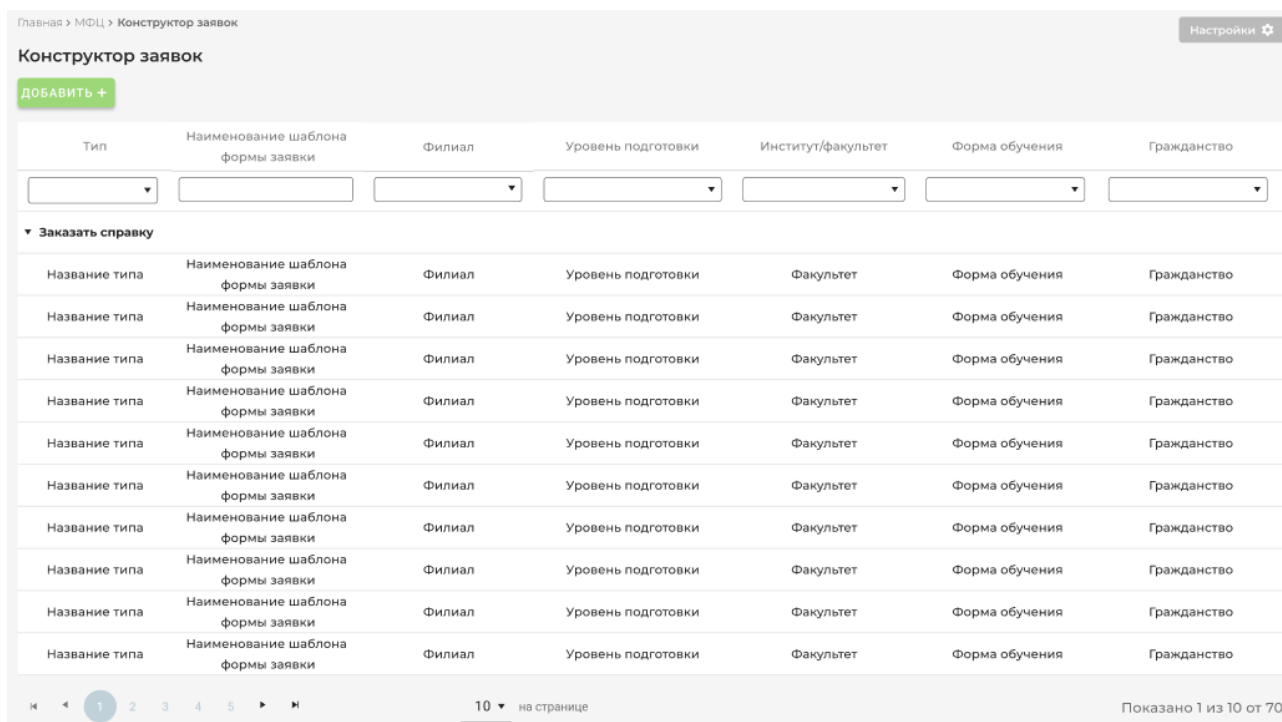 Главная > МФЦ > Конструктор заявок
Настройки
Конструктор заявок
ДОБАВИТЬ +
Тип Наименование шаблона формы заявки Филиал Уровень подготовки Институт/факультет Форма обучения Гражданство
Заказать справку
Название типа Наименование шаблона формы заявки Филиал Уровень подготовки Факультет Форма обучения Гражданство
Название типа Наименование шаблона формы заявки Филиал Уровень подготовки Факультет Форма обучения Гражданство
Название типа Наименование шаблона формы заявки Филиал Уровень подготовки Факультет Форма обучения Гражданство
Название типа Наименование шаблона формы заявки Филиал Уровень подготовки Факультет Форма обучения Гражданство
Название типа Наименование шаблона формы заявки Филиал Уровень подготовки Факультет Форма обучения Гражданство
Название типа Наименование шаблона формы заявки Филиал Уровень подготовки Факультет Форма обучения Гражданство
Название типа Наименование шаблона формы заявки Филиал Уровень подготовки Факультет Форма обучения Гражданство
Название типа Наименование шаблона формы заявки Филиал Уровень подготовки Факультет Форма обучения Гражданство
Название типа Наименование шаблона формы заявки Филиал Уровень подготовки Факультет Форма обучения Гражданство
Название типа Наименование шаблона формы заявки Филиал Уровень подготовки Факультет Форма обучения Гражданство
1 2 3 4 5 10 на странице Показано 1 из 10 от 70